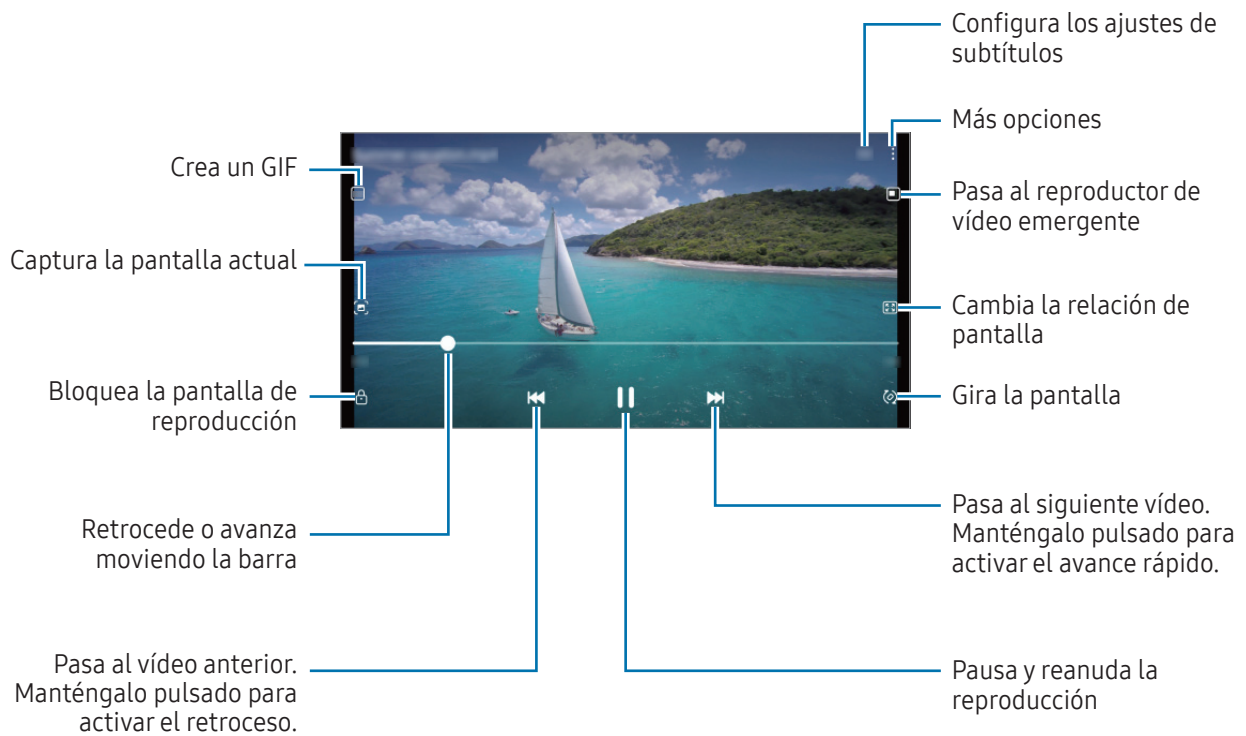 Configura los ajustes de
subtítulos
Más opciones
Crea un GIF
Pasa al reproductor de
vídeo emergente
Captura la pantalla actual
Cambia la relación de
pantalla
Bloquea la pantalla de
reproducción
Gira la pantalla
Retrocede o avanza
moviendo la barra
Pasa al siguiente vídeo.
Manténgalo pulsado para
activar el avance rápido.
Pasa al vídeo anterior.
Manténgalo pulsado para
activar el retroceso.
Pausa y reanuda la
reproducción